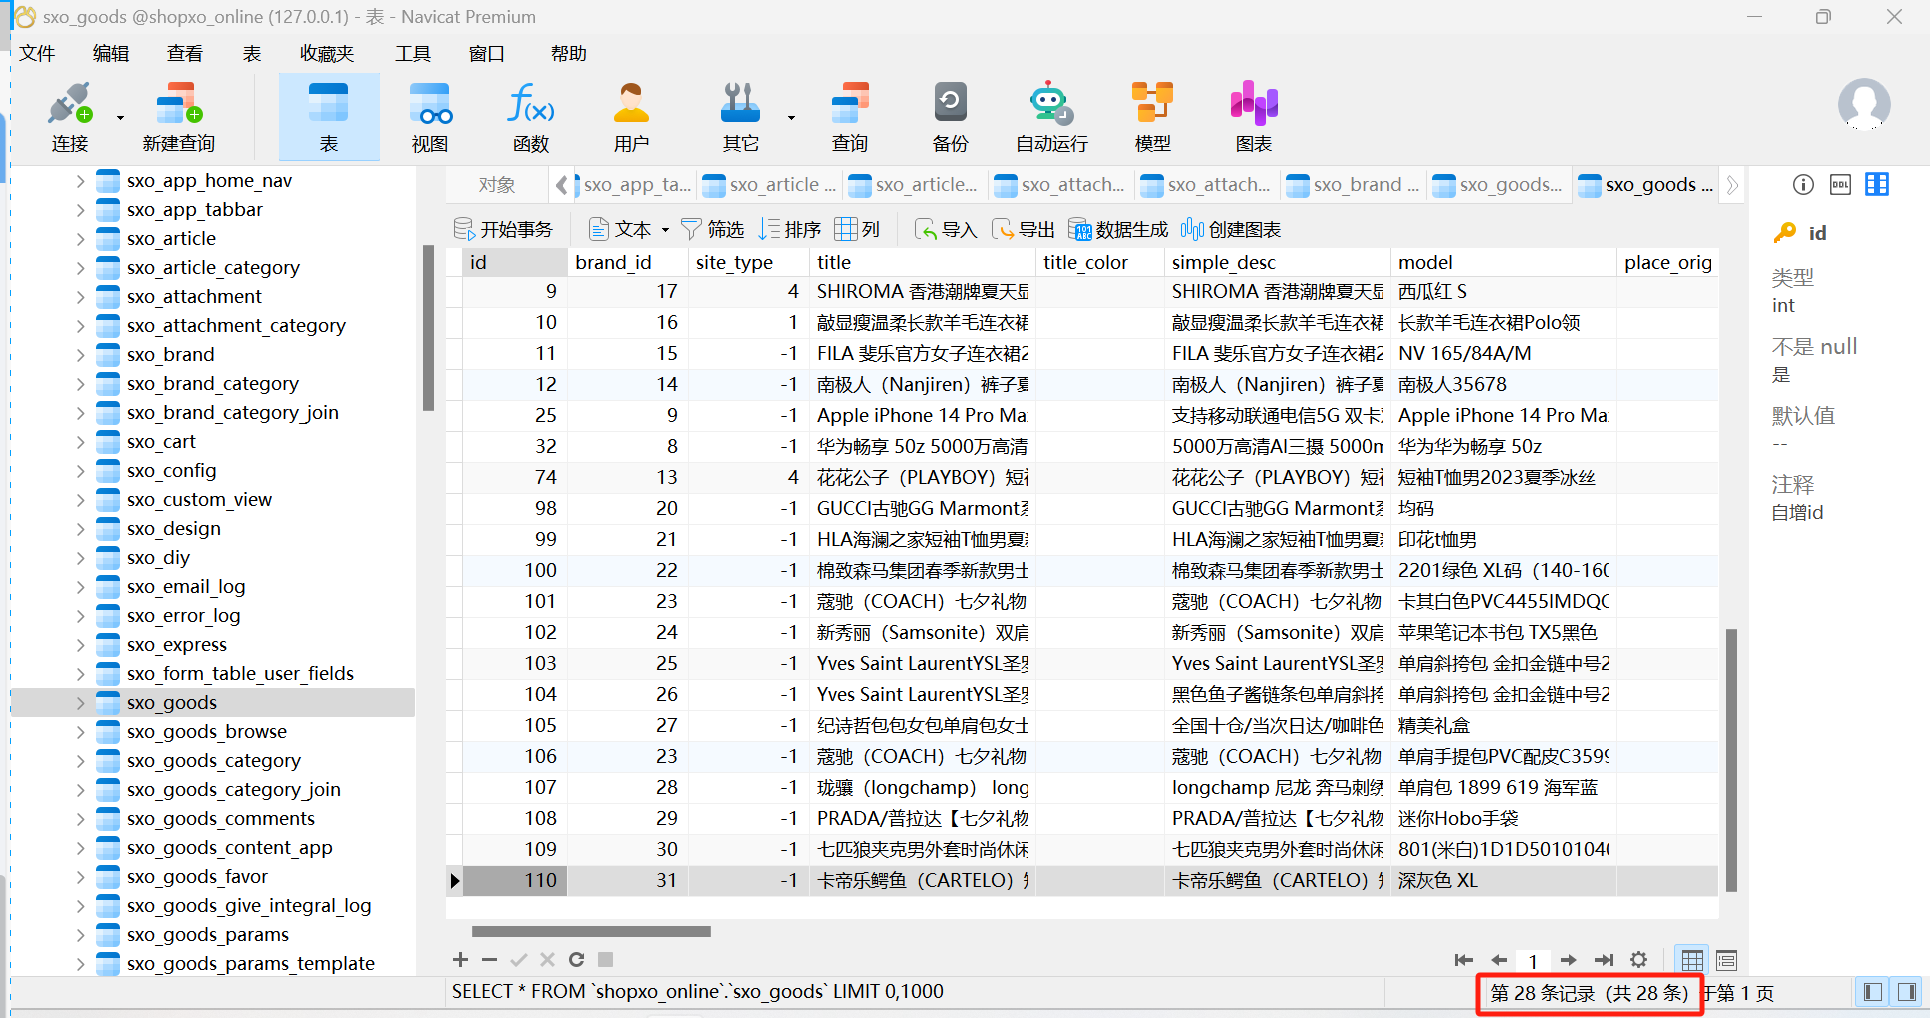 sxo_goods @shopxo_online (127.0.0.1) - 表 - Navicat Premium
文件 编辑 查看 表 收藏夹 工具 窗口 帮助
连接 新建查询 表 视图 函数 用户 其它 查询 备份 自动运行 模型 图表
sxo_app_home_nav
sxo_app_tabbar
sxo_article
sxo_article_category
sxo_attachment
sxo_attachment_category
sxo_brand
sxo_brand_category
sxo_brand_category_join
sxo_cart
sxo_config
sxo_custom_view
sxo_design
sxo_diy
sxo_email_log
sxo_error_log
sxo_express
sxo_form_table_user_fields
sxo_goods
sxo_goods_browse
sxo_goods_category
sxo_goods_category_join
sxo_goods_comments
sxo_goods_content_app
sxo_goods_favor
sxo_goods_give_integral_log
sxo_goods_params
sxo_goods_params_template
对象 sxo_app_ta... sxo_article ... sxo_article... sxo_attach... sxo_attach... sxo_brand ... sxo_goods... sxo_goods ...
开始事务 文本 筛选 排序 列 导入 导出 数据生成 创建图表
id brand_id site_type title title_color simple_desc model place_orig
9 17 4 SHIROMA 香港潮牌夏天显 SHIROMA 香港潮牌夏天显 西瓜红 S
10 16 1 敲显瘦温柔长款羊毛连衣裙 敲显瘦温柔长款羊毛连衣裙 长款羊毛连衣裙Polo领
11 15 -1 FILA 斐乐官方女子连衣裙2 FILA 斐乐官方女子连衣裙2 NV 165/84A/M
12 14 -1 南极人（Nanjiren）裤子夏 南极人（Nanjiren）裤子夏 南极人35678
25 9 -1 Apple iPhone 14 Pro Ma 支持移动联通电信5G 双卡 Apple iPhone 14 Pro Ma
32 8 -1 华为畅享 50z 5000万高清 5000万高清AI三摄 5000m 华为华为畅享 50z
74 13 4 花花公子（PLAYBOY）短 花花公子（PLAYBOY）短 短袖T恤男2023夏季冰丝
98 20 -1 GUCCI古驰GG Marmont系 GUCCI古驰GG Marmont系 均码
99 21 -1 HLA海澜之家短袖T恤男夏 HLA海澜之家短袖T恤男夏 印花t恤男
100 22 -1 棉致森马集团春季新款男士 棉致森马集团春季新款男士 2201绿色 XL码（140-160
101 23 -1 蔻驰（COACH）七夕礼物 蔻驰（COACH）七夕礼物 卡其白色PVC4455IMDQC
102 24 -1 新秀丽（Samsonite）双肩 新秀丽（Samsonite）双肩 苹果笔记本书包 TX5黑色
103 25 -1 Yves Saint LaurentYSL圣罗 Yves Saint LaurentYSL圣罗 单肩斜挎包 金扣金链中号2
104 26 -1 Yves Saint LaurentYSL圣罗 黑色鱼子酱链条包单肩斜挎 单肩斜挎包 金扣金链中号2
105 27 -1 纪诗哲包包女包单肩包女士 全国十仓/当次日达/咖啡色 精美礼盒
106 23 -1 蔻驰（COACH）七夕礼物 蔻驰（COACH）七夕礼物 单肩手提包PVC配皮C3599
107 28 -1 珑骧（longchamp） long longchamp 尼龙 奔马刺绣 单肩包 1899 619 海军蓝
108 29 -1 PRADA/普拉达【七夕礼物 PRADA/普拉达【七夕礼物 迷你Hobo手袋
109 30 -1 七匹狼夹克男外套时尚休闲 七匹狼夹克男外套时尚休闲 801(米白)1D1D5010104
110 31 -1 卡帝乐鳄鱼（CARTELO） 卡帝乐鳄鱼（CARTELO） 深灰色 XL
1
SELECT * FROM `shopxo_online`.`sxo_goods` LIMIT 0,1000
第 28 条记录（共 28 条）于第 1 页
DDL
id
类型
int
不是 null
是
默认值
--
注释
自增id